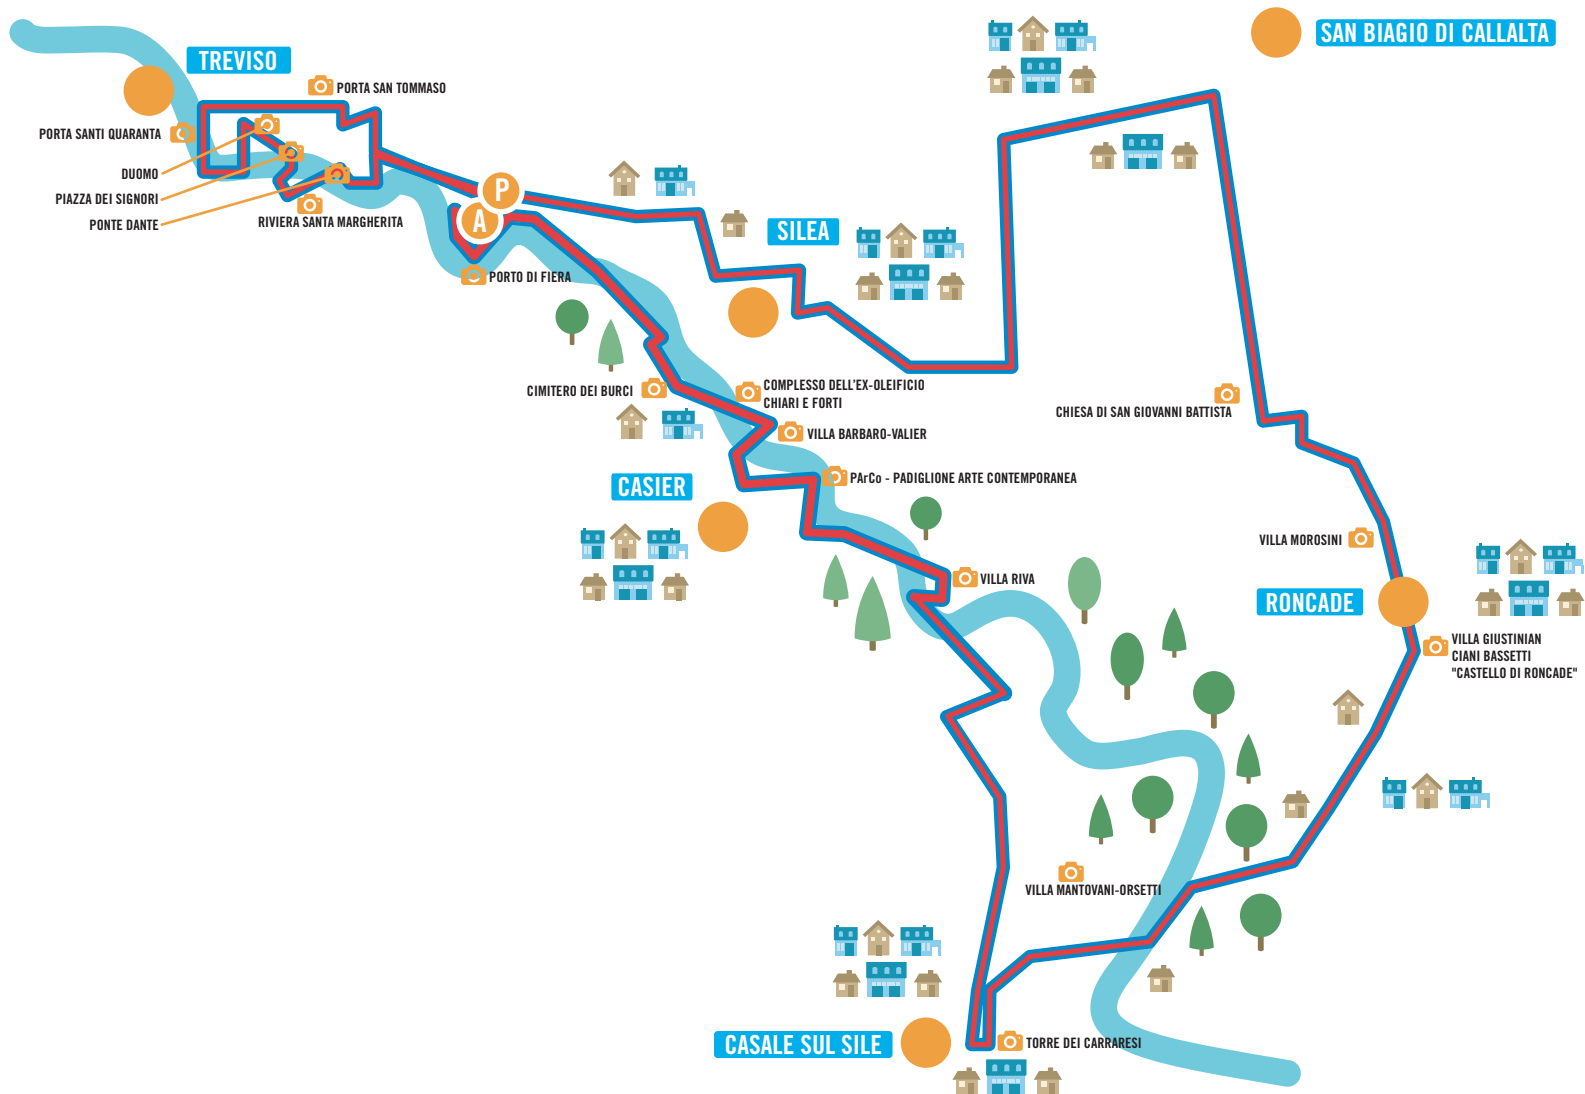 SAN BIAGIO DI CALLALTA
TREVISO
PORTA SAN TOMMASO
PORTA SANTI QUARANTA
DUOMO
PIAZZA DEI SIGNORI
PONTE DANTE
RIVIERA SANTA MARGHERITA
P
A
PORTO DI FIERA
SILEA
CIMITERO DEI BURCI
COMPLESSO DELL'EX-OLEIFICIO
CHIARI E FORTI
VILLA BARBARO-VALIER
CHIESA DI SAN GIOVANNI BATTISTA
PArCo - PADIGLIONE ARTE CONTEMPORANEA
CASIER
VILLA MOROSINI
VILLA RIVA
RONCADE
VILLA GIUSTINIAN
CIANI BASSETTI
"CASTELLO DI RONCADE"
VILLA MANTOVANI-ORSETTI
CASALE SUL SILE
TORRE DEI CARRARESI